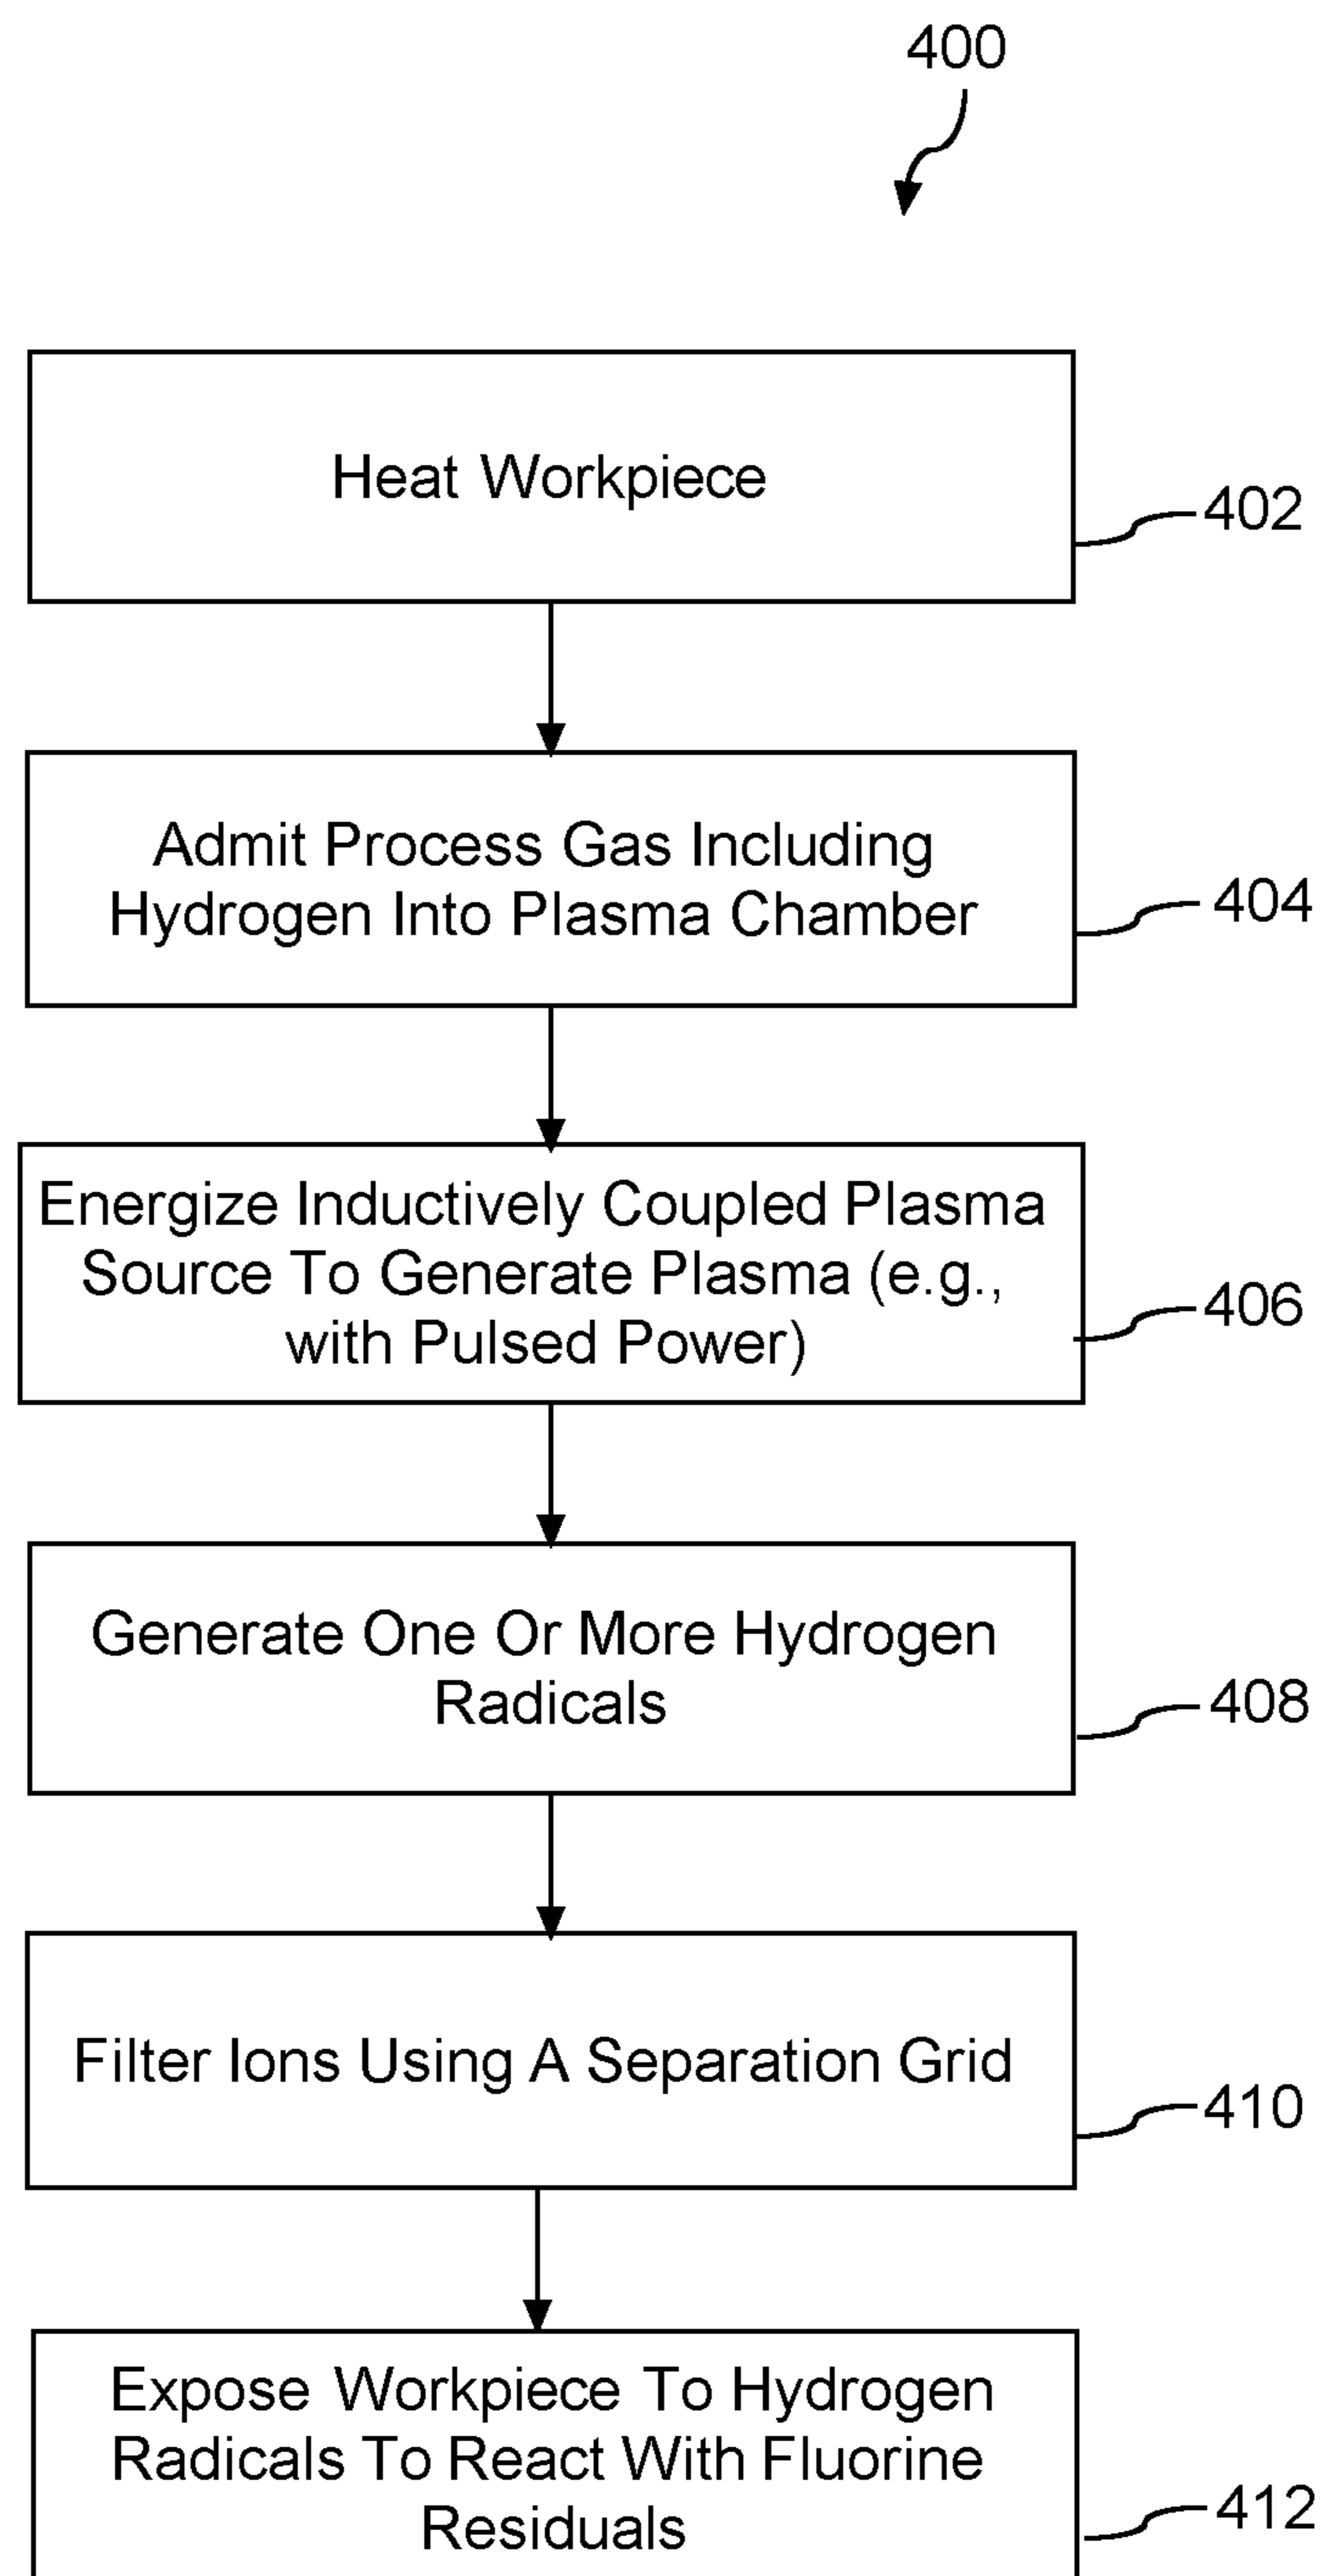 400
Heat Workpiece
402
Admit Process Gas Including
Hydrogen Into Plasma Chamber
404
Energize Inductively Coupled Plasma
Source To Generate Plasma (e.g.,
with Pulsed Power)
406
Generate One Or More Hydrogen
Radicals
408
Filter Ions Using A Separation Grid
410
Expose Workpiece To Hydrogen
Radicals To React With Fluorine
Residuals
412